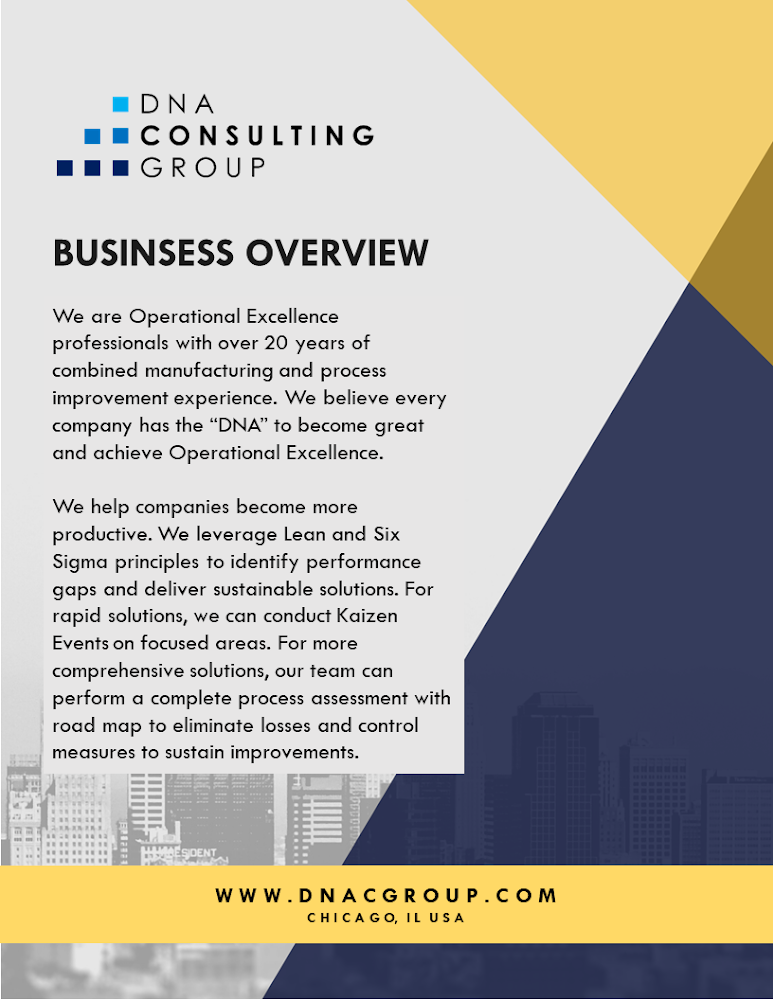 DNA
CONSULTING
GROUP
BUSINSESS OVERVIEW
We are Operational Excellence
professionals with over 20 years of
combined manufacturing and process
improvement experience. We believe every
company has the “DNA” to become great
and achieve Operational Excellence.
We help companies become more
productive. We leverage Lean and Six
Sigma principles to identify performance
gaps and deliver sustainable solutions. For
rapid solutions, we can conduct Kaizen
Events on focused areas. For more
comprehensive solutions, our team can
perform a complete process assessment with
road map to eliminate losses and control
measures to sustain improvements.
WWW.DNACGROUP.COM
CHICAGO, IL USA